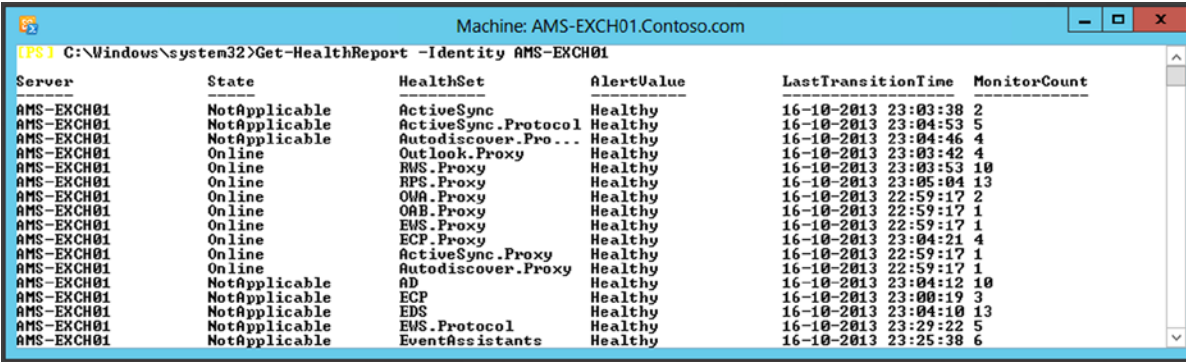 Machine: AMS-EXCH01.Contoso.com
[PS] C:\Windows\system32>Get-HealthReport -Identity AMS-EXCH01
Server State HealthSet AlertValue LastTransitionTime MonitorCount
------ ----- --------- ---------- ------------------ ------------
AMS-EXCH01 NotApplicable ActiveSync Healthy 16-10-2013 23:03:38 2
AMS-EXCH01 NotApplicable ActiveSync.Protocol Healthy 16-10-2013 23:04:53 5
AMS-EXCH01 NotApplicable Autodiscover.Pro... Healthy 16-10-2013 23:04:46 4
AMS-EXCH01 Online Outlook.Proxy Healthy 16-10-2013 23:03:42 4
AMS-EXCH01 Online RWS.Proxy Healthy 16-10-2013 23:03:53 10
AMS-EXCH01 Online RPS.Proxy Healthy 16-10-2013 23:05:04 13
AMS-EXCH01 Online OWA.Proxy Healthy 16-10-2013 22:59:17 2
AMS-EXCH01 Online OAB.Proxy Healthy 16-10-2013 22:59:17 1
AMS-EXCH01 Online EWS.Proxy Healthy 16-10-2013 22:59:17 1
AMS-EXCH01 Online ECP.Proxy Healthy 16-10-2013 23:04:21 4
AMS-EXCH01 Online ActiveSync.Proxy Healthy 16-10-2013 22:59:17 1
AMS-EXCH01 Online Autodiscover.Proxy Healthy 16-10-2013 22:59:17 1
AMS-EXCH01 NotApplicable AD Healthy 16-10-2013 23:04:12 10
AMS-EXCH01 NotApplicable ECP Healthy 16-10-2013 23:00:19 3
AMS-EXCH01 NotApplicable EDS Healthy 16-10-2013 23:04:10 13
AMS-EXCH01 NotApplicable EWS.Protocol Healthy 16-10-2013 23:29:22 5
AMS-EXCH01 NotApplicable EventAssistants Healthy 16-10-2013 23:25:38 6